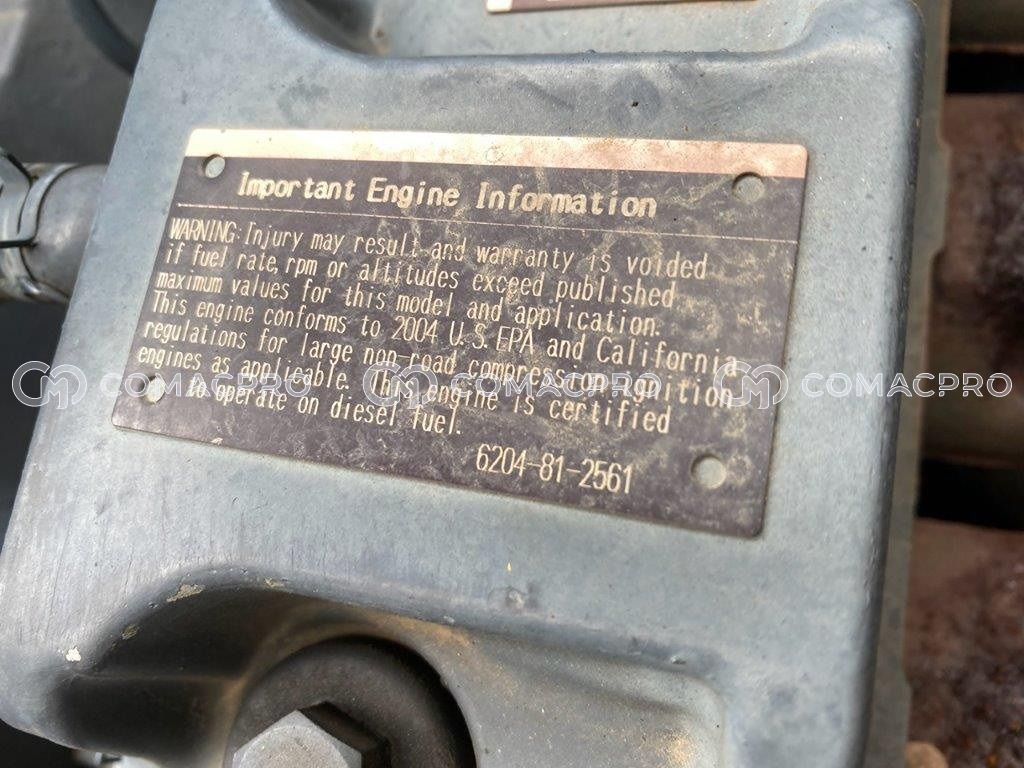 Important Engine Information
WARNING: Injury may result and warranty is voided
if fuel rate, rpm or altitudes exceed published
maximum values for this model and application.
This engine conforms to 2004 U.S. EPA and California
regulations for large non-road compression ignition
engines as applicable. This engine is certified
to operate on diesel fuel.
6204-81-2561
COMACPRO COMACPRO COMACPRO